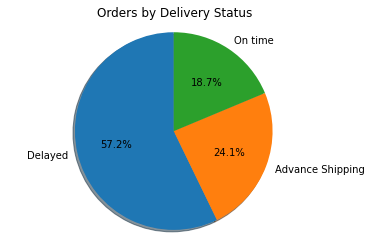 Orders by Delivery Status
On time
18.7%
57.2%
24.1%
Delayed
Advance Shipping